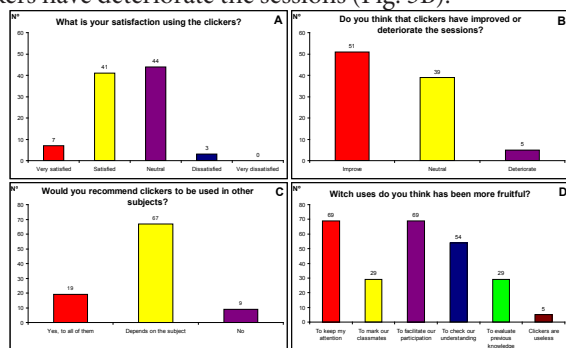 kers have deteriorate the sessions (Fig. 3B).
What is your satisfaction using the clickers?
A
Nº
60
50
40
30
20
10
0
7
41
44
3
0
Very satisfied
Satisfied
Neutral
Dissatisfied
Very dissatisfied
Do you think that clickers have improved or
deteriorate the sessions?
B
Nº
60
50
40
30
20
10
0
51
39
5
Improve
Neutral
Deteriorate
Would you recommend clickers to be used in other
subjects?
C
Nº
80
70
60
50
40
30
20
10
0
19
67
9
Yes, to all of them
Depends on the subject
No
Witch uses do you think has been more fruitful?
D
Nº
80
70
60
50
40
30
20
10
0
69
29
69
54
29
5
To keep my
attention
To mark our
classmates
To facilitate our
participation
To check our
understanding
To evaluate
previous
knowledge
Clickers are
useless